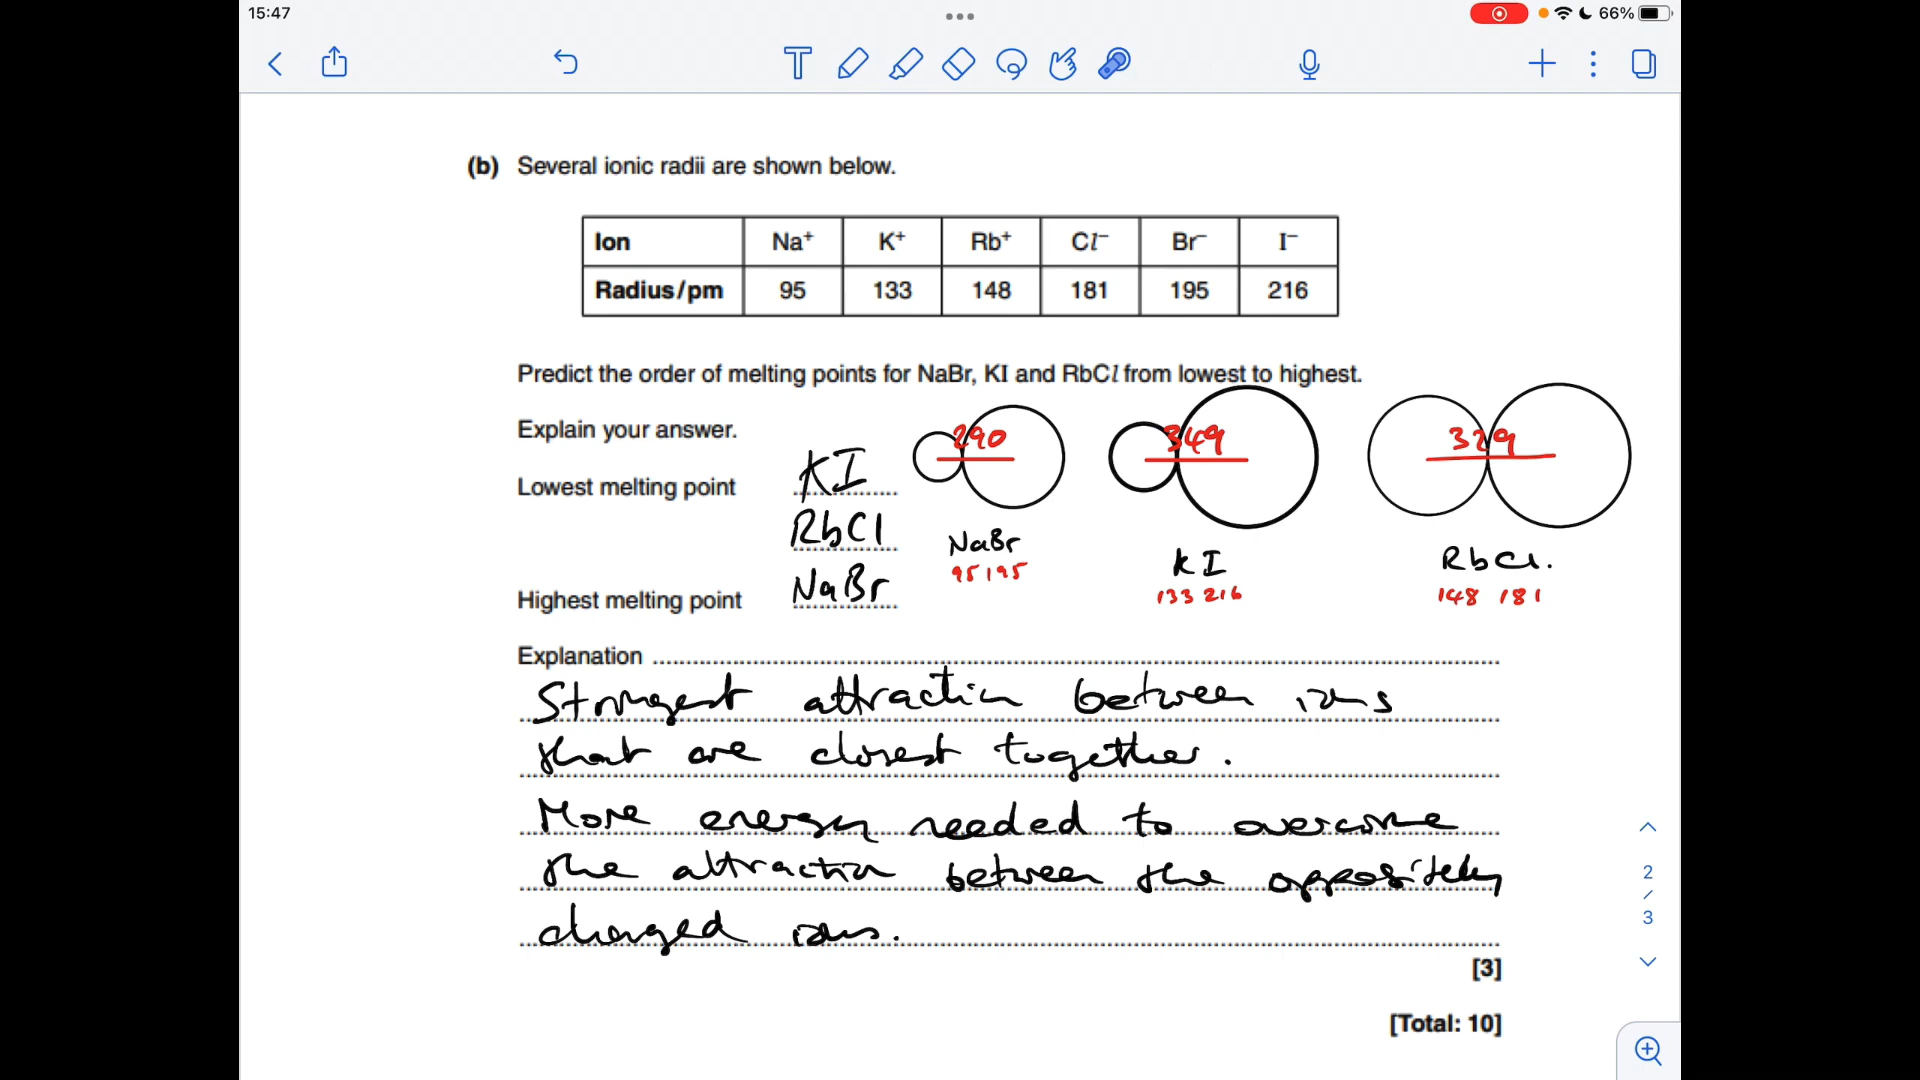 15:47
66%
(b) Several ionic radii are shown below.
Ion Na⁺ K⁺ Rb⁺ Cl⁻ Br⁻ I⁻
Radius/pm 95 133 148 181 195 216
Predict the order of melting points for NaBr, KI and RbCl from lowest to highest.
Explain your answer.
290 349 329
Lowest melting point KI
RbCl
NaBr KI RbCl.
95 195 133 216 148 181
Highest melting point NaBr
Explanation
Strongest attraction between ions
that are closest together.
More energy needed to overcome
the attraction between the oppositely
charged ions.
[3]
[Total: 10]
2
/
3